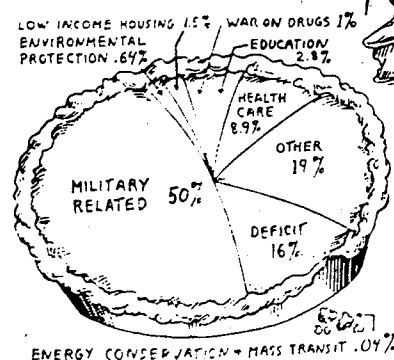 LOW INCOME HOUSING 1.5% WAR ON DRUGS 1%
ENVIRONMENTAL EDUCATION
PROTECTION .64% 2.8%
HEALTH
CARE
8.9%
OTHER
19%
MILITARY
RELATED 50%
DEFICIT
16%
ENERGY CONSERVATION + MASS TRANSIT .04%